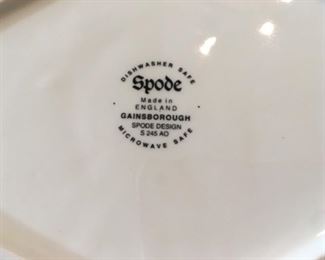 DISHWASHER SAFE
Spode
Made in
ENGLAND
GAINSBOROUGH
SPODE DESIGN
S 245 AD
MICROWAVE SAFE